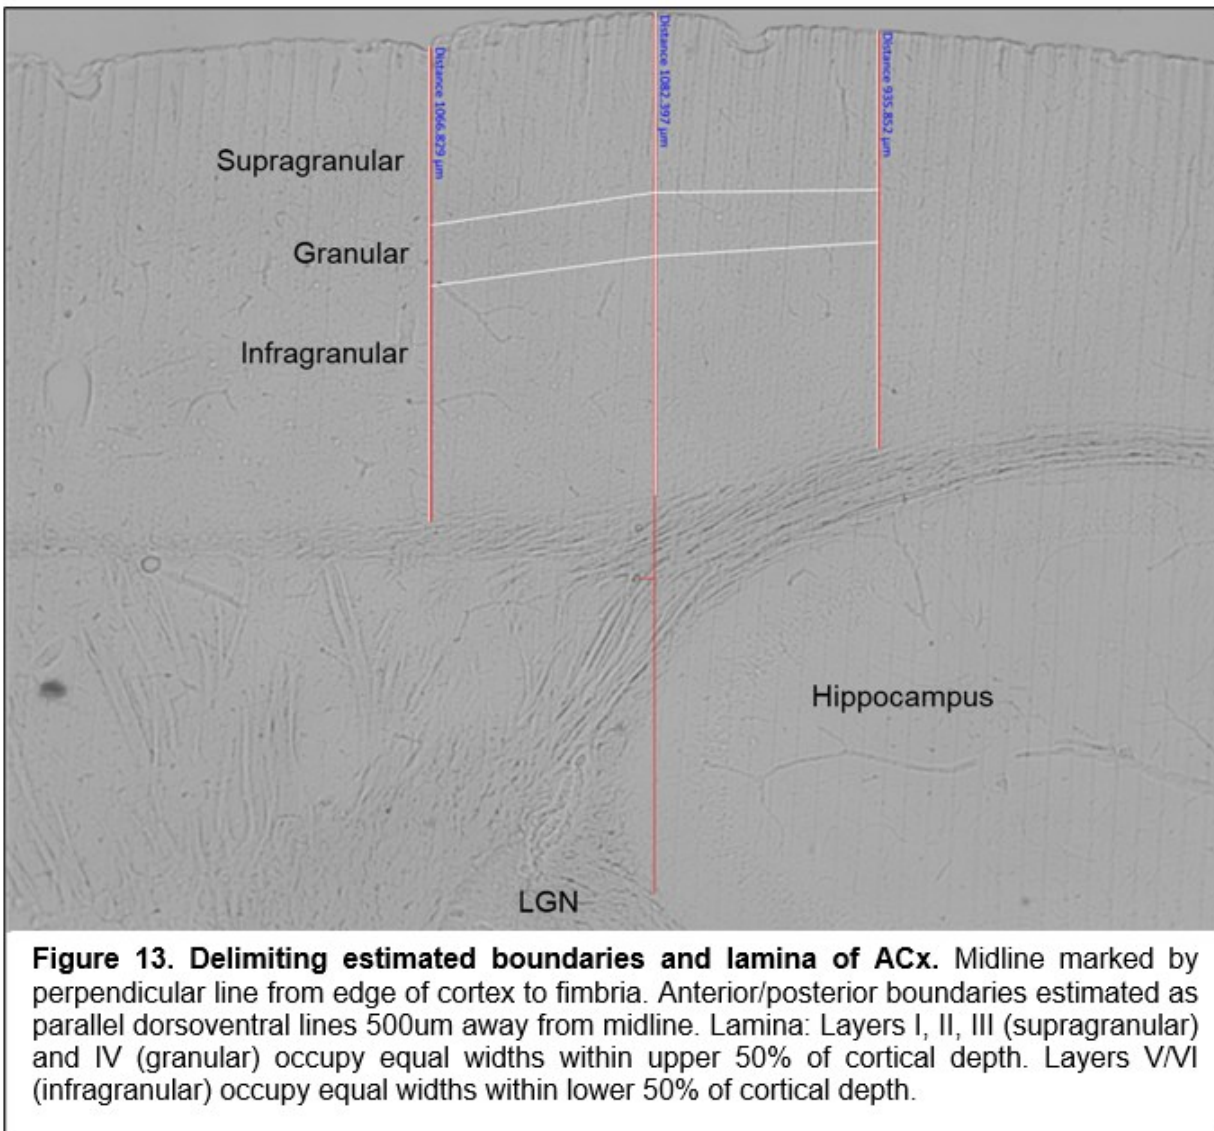 Distance 1066.829 µm
Distance 1082.397 µm
Distance 935.852 µm
Supragranular
Granular
Infragranular
Hippocampus
LGN
Figure 13. Delimiting estimated boundaries and lamina of ACx. Midline marked by
perpendicular line from edge of cortex to fimbria. Anterior/posterior boundaries estimated as
parallel dorsoventral lines 500um away from midline. Lamina: Layers I, II, III (supragranular)
and IV (granular) occupy equal widths within upper 50% of cortical depth. Layers V/VI
(infragranular) occupy equal widths within lower 50% of cortical depth.